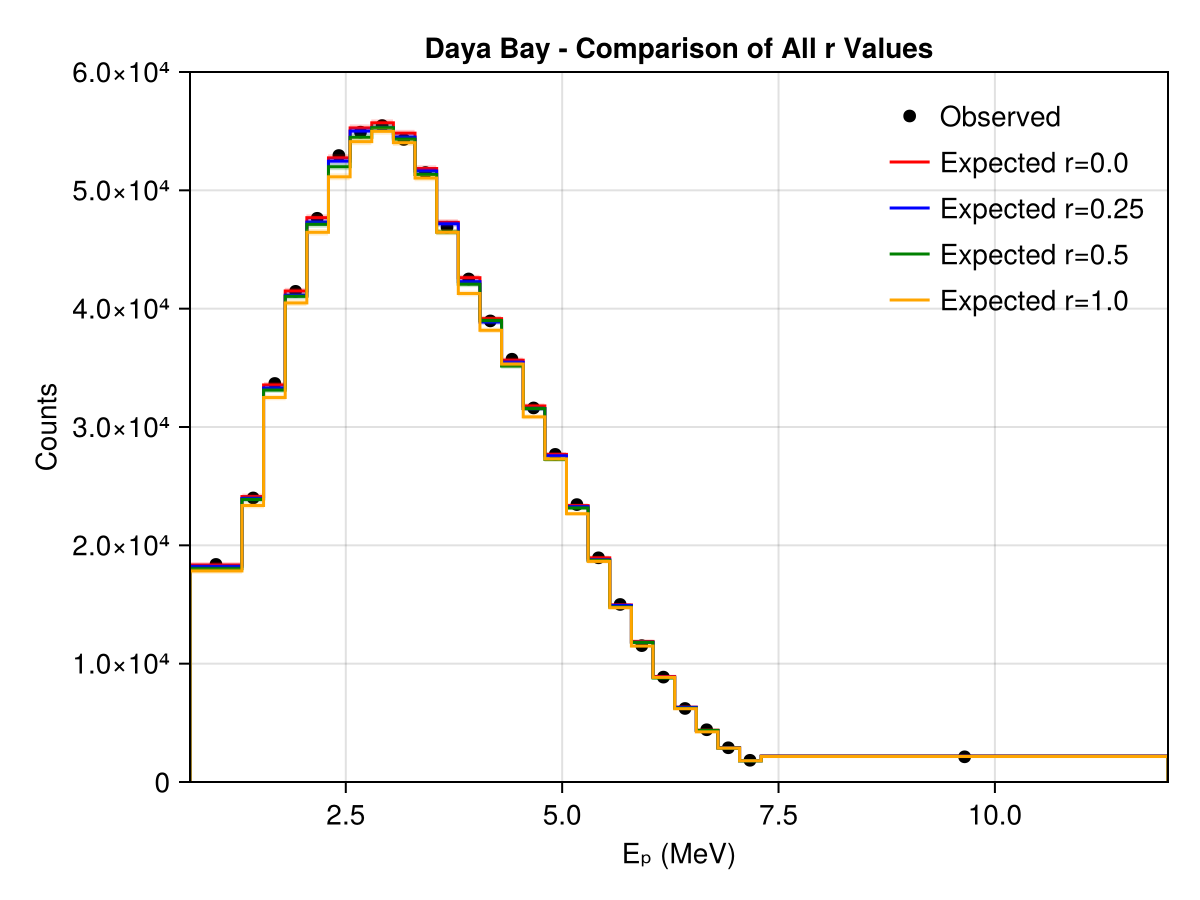 Daya Bay - Comparison of All r Values
6.0×10⁴
5.0×10⁴
4.0×10⁴
3.0×10⁴
2.0×10⁴
1.0×10⁴
0
Counts
Observed
Expected r=0.0
Expected r=0.25
Expected r=0.5
Expected r=1.0
2.5 5.0 7.5 10.0
Eₚ (MeV)